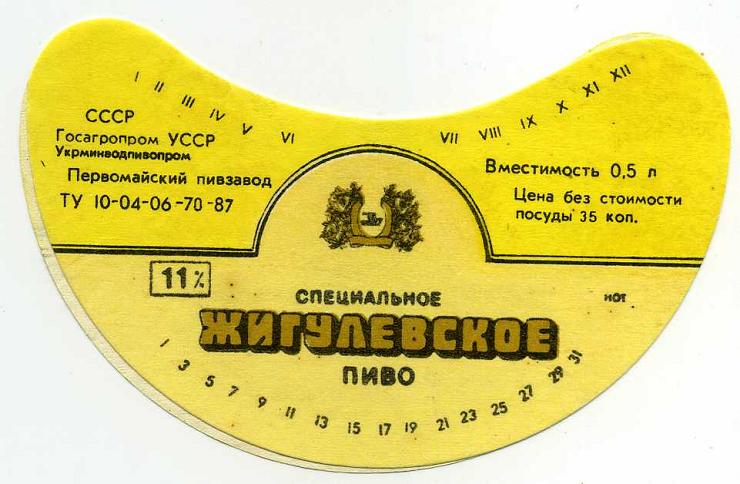 I II III IV V VI VII VIII IX X XI XII
СССР
Госагропром УССР
Укрминводпивопром
Первомайский пивзавод
ТУ 10-04-06-70-87
Вместимость 0,5 л
Цена без стоимости
посуды 35 коп.
11%
СПЕЦИАЛЬНОЕ
ЖИГУЛЕВСКОЕ
ПИВО
1 3 5 7 9 11 13 15 17 19 21 23 25 27 29 31